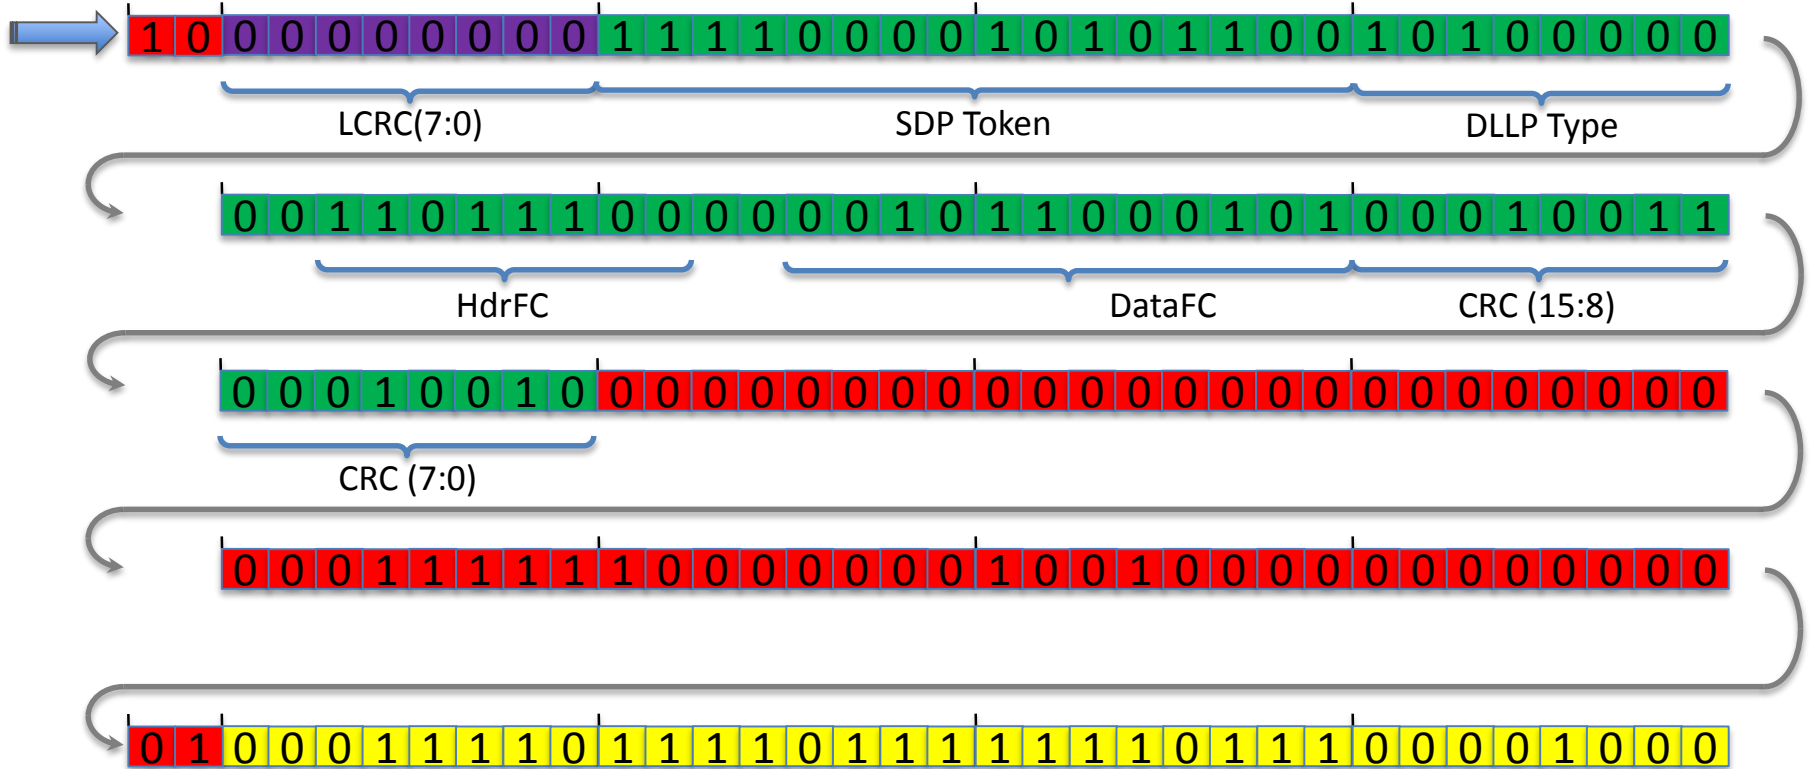 1 0 0 0 0 0 0 0 0 0 1 1 1 1 0 0 0 0 1 0 1 0 1 1 0 0 1 0 1 0 0 0 0 0
LCRC(7:0) SDP Token DLLP Type
0 0 1 1 0 1 1 1 0 0 0 0 0 0 1 0 1 1 0 0 0 1 0 1 0 0 0 1 0 0 1 1
HdrFC DataFC CRC (15:8)
0 0 0 1 0 0 1 0 0 0 0 0 0 0 0 0 0 0 0 0 0 0 0 0 0 0 0 0 0 0 0 0
CRC (7:0)
0 0 0 1 1 1 1 1 1 0 0 0 0 0 0 0 1 0 0 1 0 0 0 0 0 0 0 0 0 0 0 0
0 1 0 0 0 1 1 1 1 0 1 1 1 1 0 1 1 1 1 1 1 1 0 1 1 1 0 0 0 0 1 0 0 0